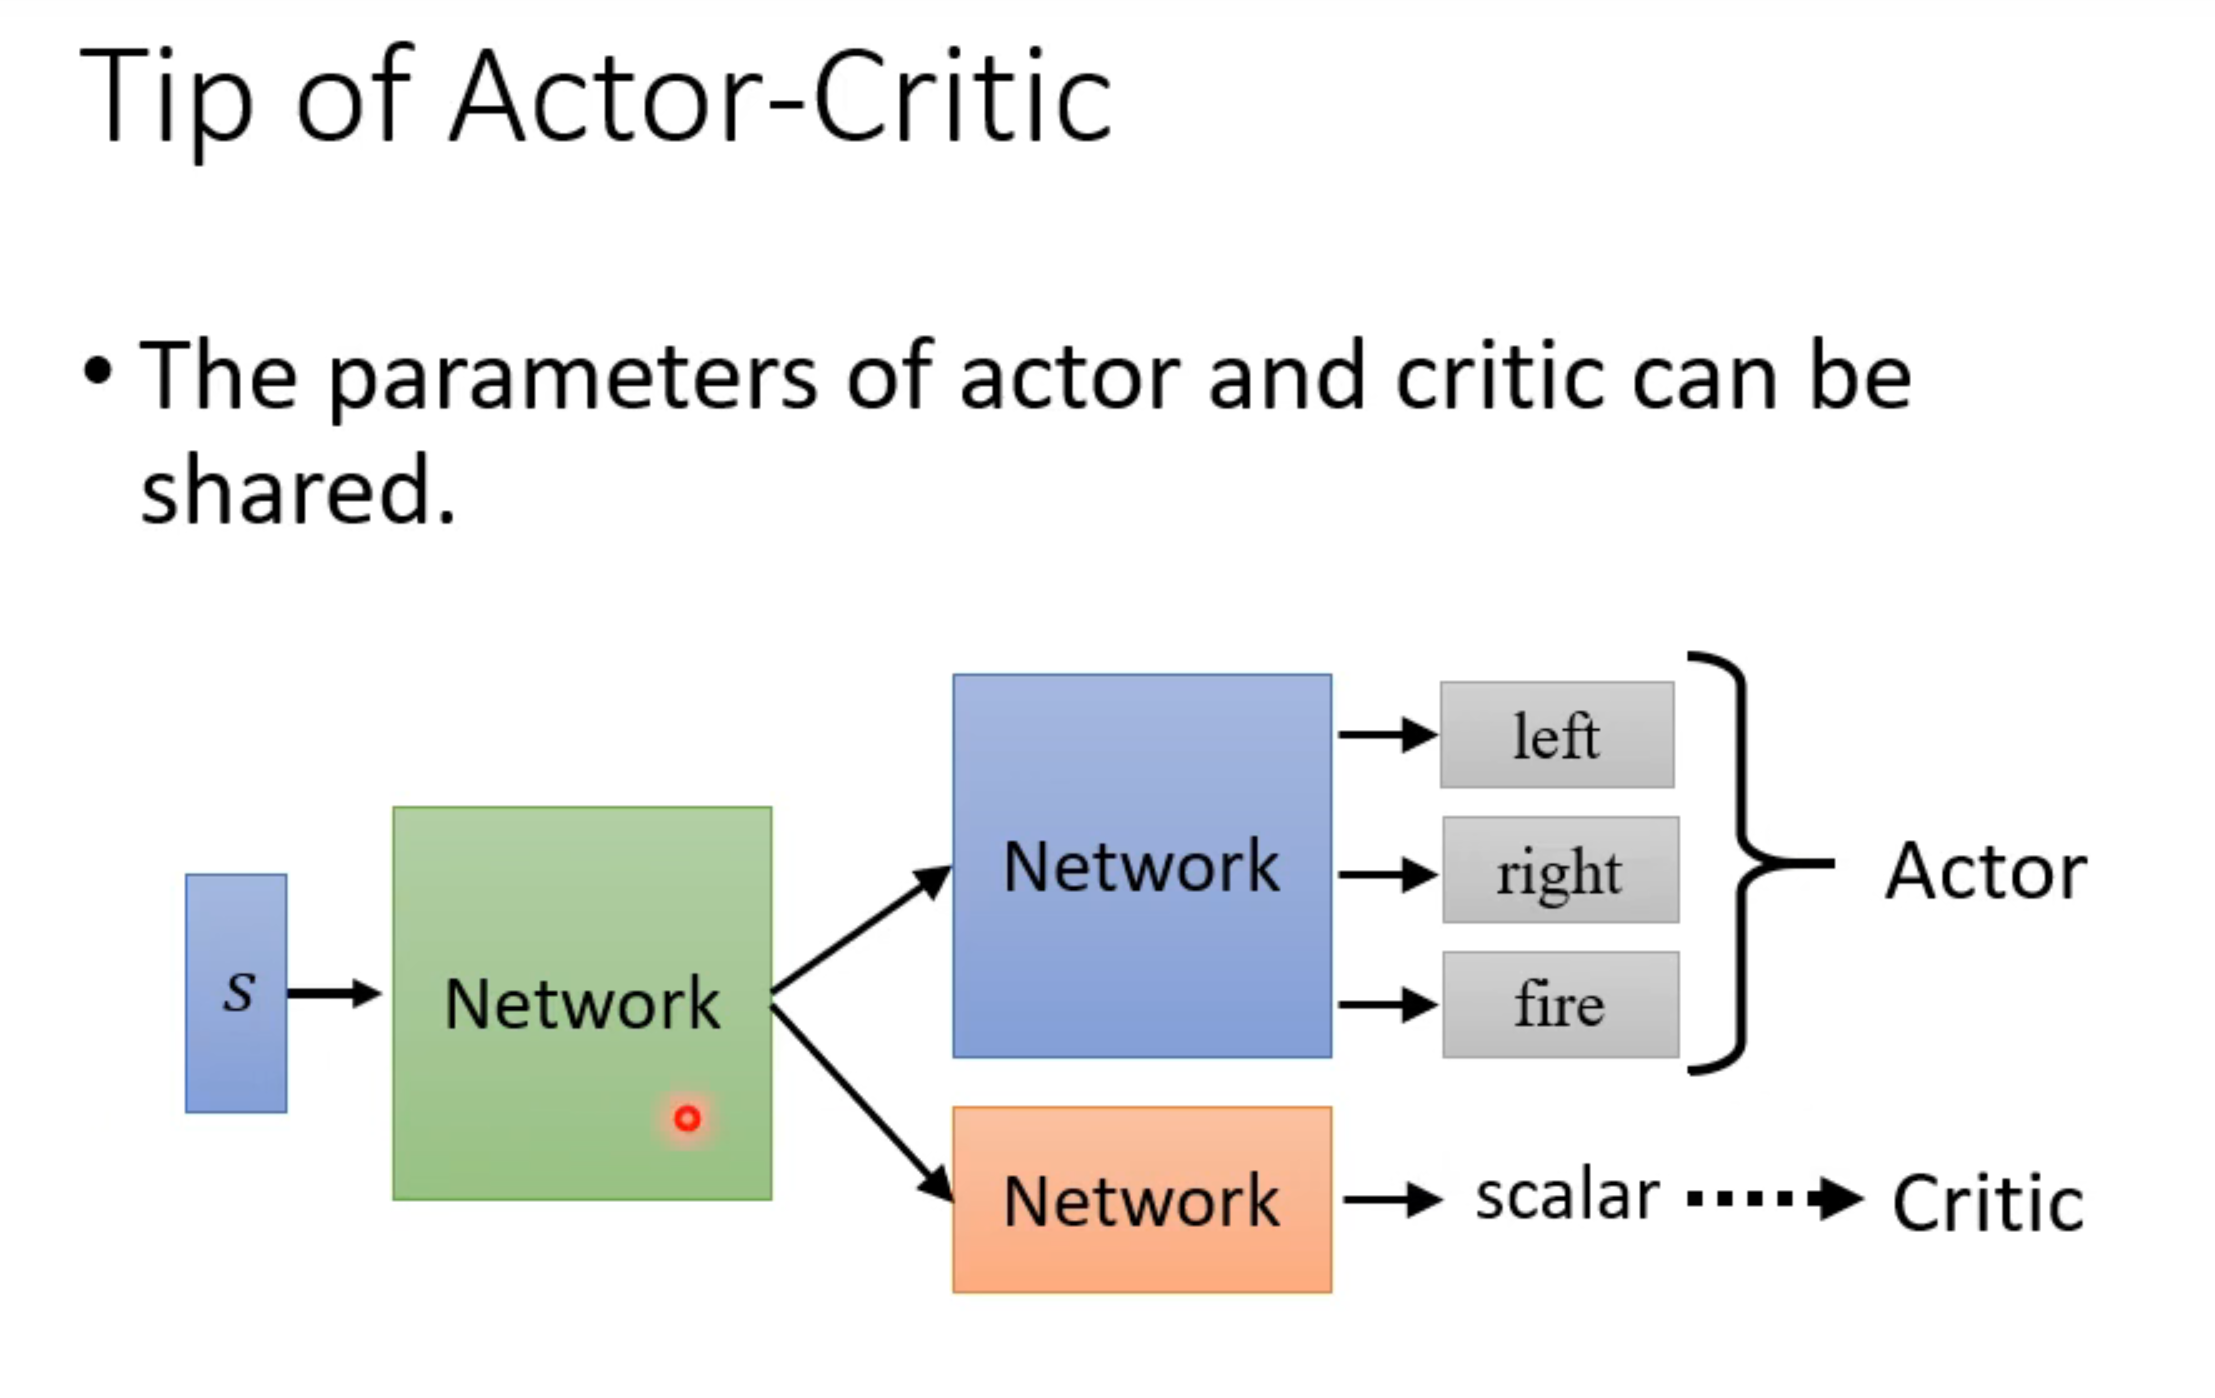 Tip of Actor-Critic
• The parameters of actor and critic can be
shared.
s
Network
Network
left
right
fire
Actor
Network
scalar
Critic